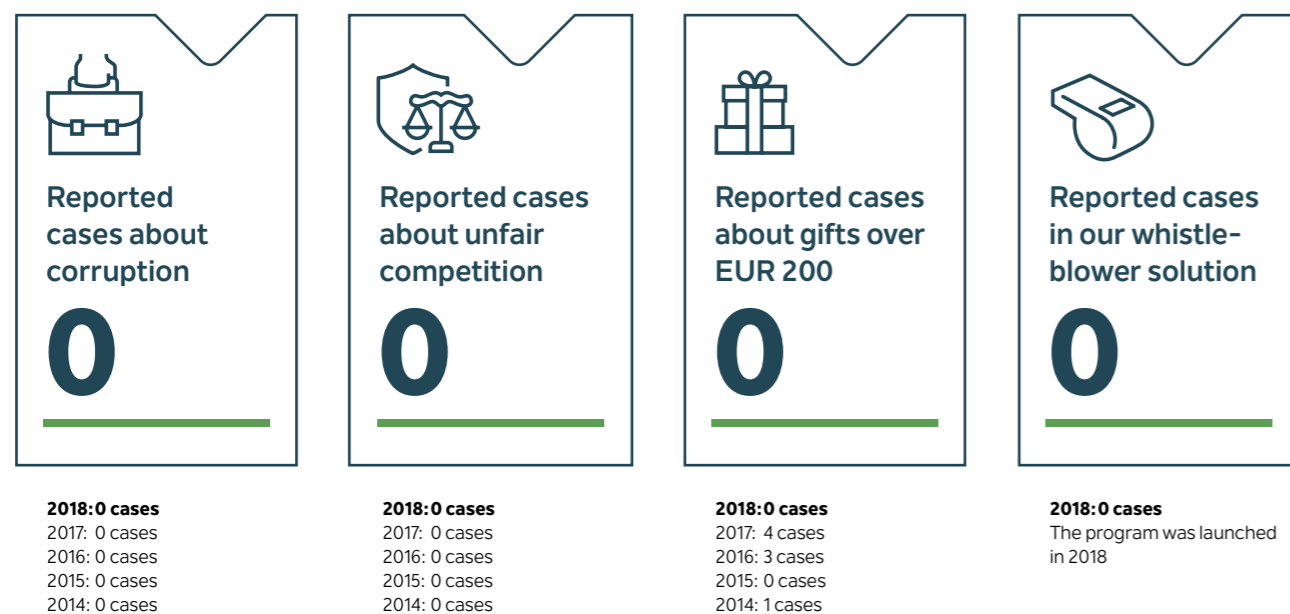 Reported
cases about
corruption
0
2018: 0 cases
2017: 0 cases
2016: 0 cases
2015: 0 cases
2014: 0 cases
Reported cases
about unfair
competition
0
2018: 0 cases
2017: 0 cases
2016: 0 cases
2015: 0 cases
2014: 0 cases
Reported cases
about gifts over
EUR 200
0
2018: 0 cases
2017: 4 cases
2016: 3 cases
2015: 0 cases
2014: 1 cases
Reported cases
in our whistle-
blower solution
0
2018: 0 cases
The program was launched
in 2018